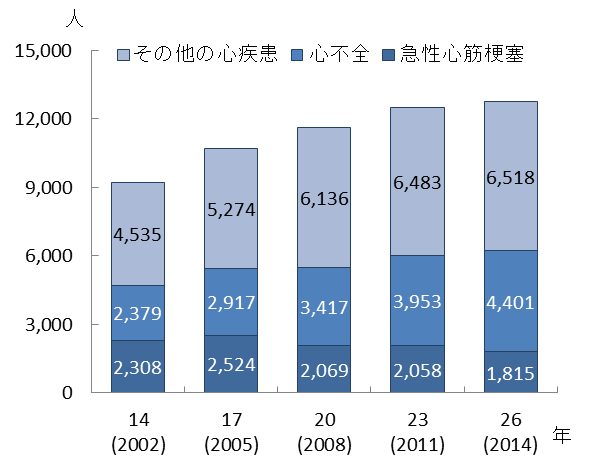 人
15,000
12,000
9,000
6,000
3,000
0
その他の心疾患 心不全 急性心筋梗塞
4,535 5,274 6,136 6,483 6,518
2,379 2,917 3,417 3,953 4,401
2,308 2,524 2,069 2,058 1,815
14 17 20 23 26
(2002) (2005) (2008) (2011) (2014)
年